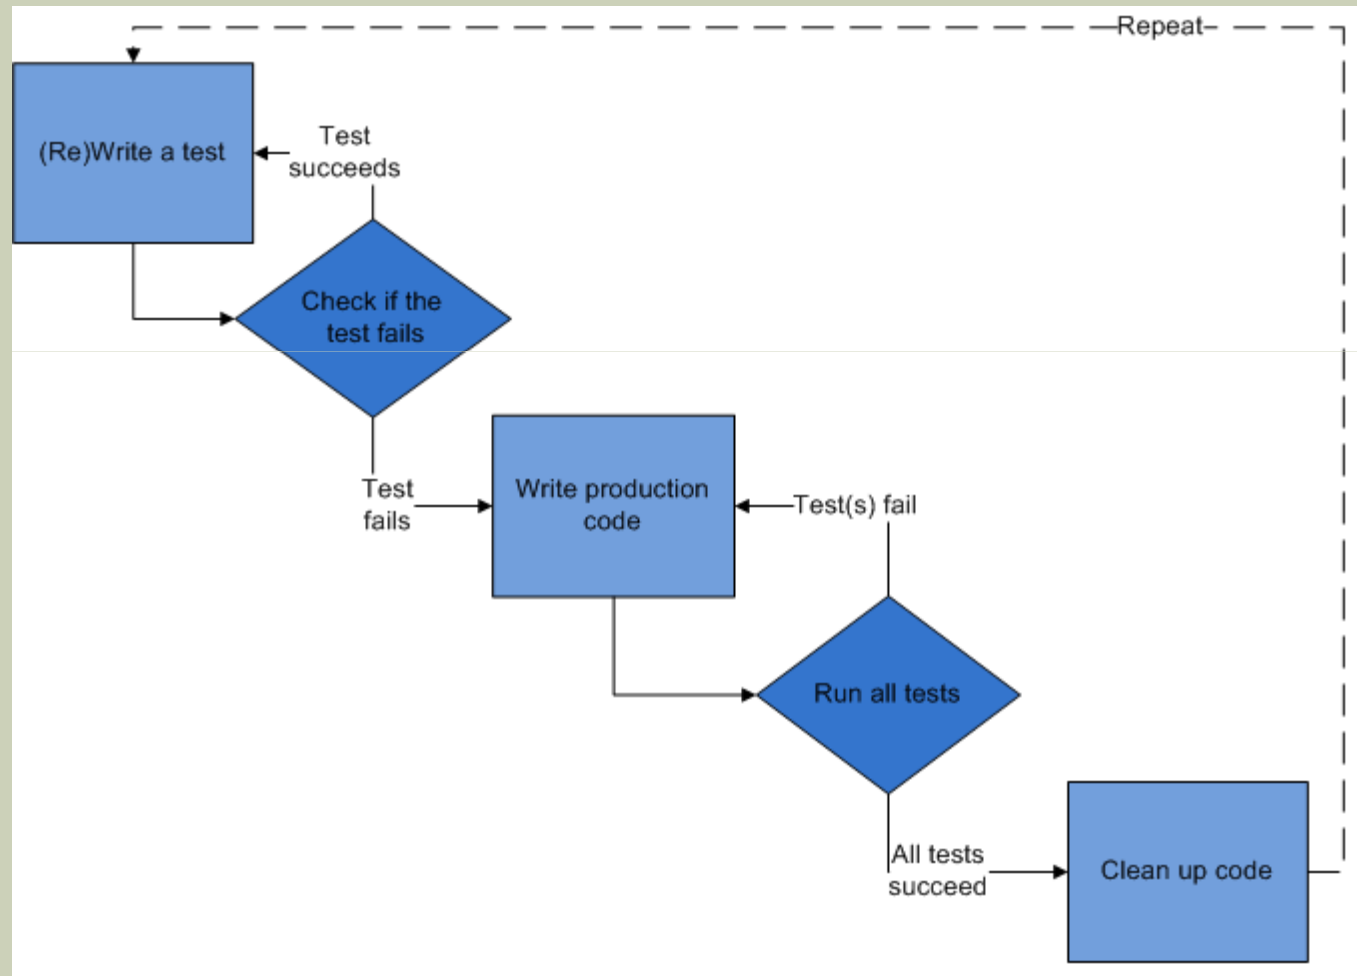 Repeat
(Re)Write a test
Test
succeeds
Check if the
test fails
Test
fails
Write production
code
Test(s) fail
Run all tests
All tests
succeed
Clean up code